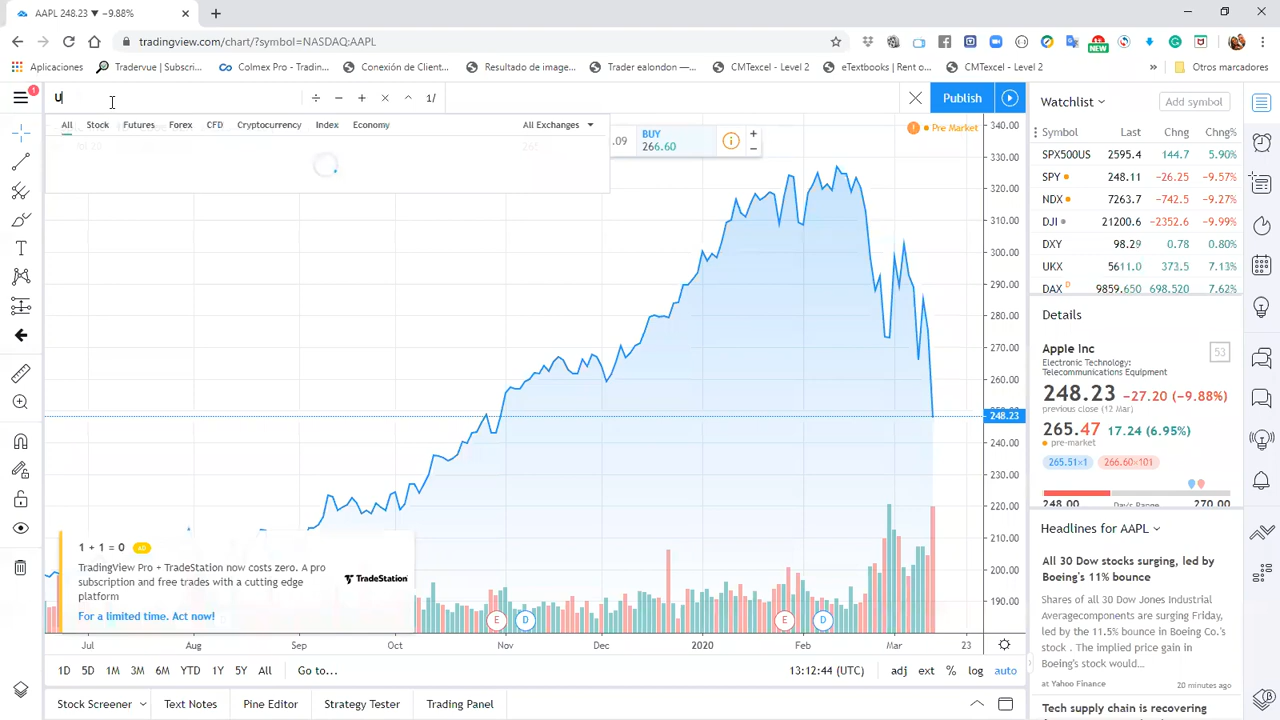 AAPL 248.23 ▼ −9.88%
tradingview.com/chart/?symbol=NASDAQ:AAPL
NEW
Aplicaciones
Tradervue | Subscri...
Colmex Pro - Trading...
Conexión de Client...
Resultado de image...
Trader ealondon — ...
CMTexcel - Level 2
eTextbooks | Rent o...
CMTexcel - Level 2
» Otros marcadores
1
U
÷ − + × ^ 1/
Publish
All Stock Futures Forex CFD Cryptocurrency Index Economy
All Exchanges
.09
BUY
266.60
Pre Market
340.00
330.00
320.00
310.00
300.00
290.00
280.00
270.00
260.00
248.23
240.00
230.00
220.00
210.00
200.00
190.00
1 + 1 = 0 AD
TradingView Pro + TradeStation now costs zero. A pro
subscription and free trades with a cutting edge
platform
For a limited time. Act now!
TradeStation
E D E D
Jul Aug Sep Oct Nov Dec 2020 Feb Mar 23
1D 5D 1M 3M 6M YTD 1Y 5Y All Go to...
13:12:44 (UTC) adj ext % log auto
Stock Screener Text Notes Pine Editor Strategy Tester Trading Panel
Watchlist Add symbol
Symbol Last Chng Chng%
SPX500US 2595.4 144.7 5.90%
SPY 248.11 −26.25 −9.57%
NDX 7263.7 −742.5 −9.27%
DJI 21200.6 −2352.6 −9.99%
DXY 98.29 0.78 0.80%
UKX 5611.0 373.5 7.13%
DAX D 9859.650 698.520 7.62%
Details
Apple Inc 53
Electronic Technology:
Telecommunications Equipment
248.23 −27.20 (−9.88%)
previous close (12 Mar)
265.47 17.24 (6.95%)
pre-market
265.51×1 266.60×101
248.00 Day's Range 270.00
Headlines for AAPL
All 30 Dow stocks surging, led by
Boeing's 11% bounce
Shares of all 30 Dow Jones Industrial
Averagecomponents are surging Friday,
led by the 11.5% bounce in Boeing Co.'s
stock . The implied price gain in
Boeing's stock would...
at Yahoo Finance 20 minutes ago
Tech supply chain is recovering